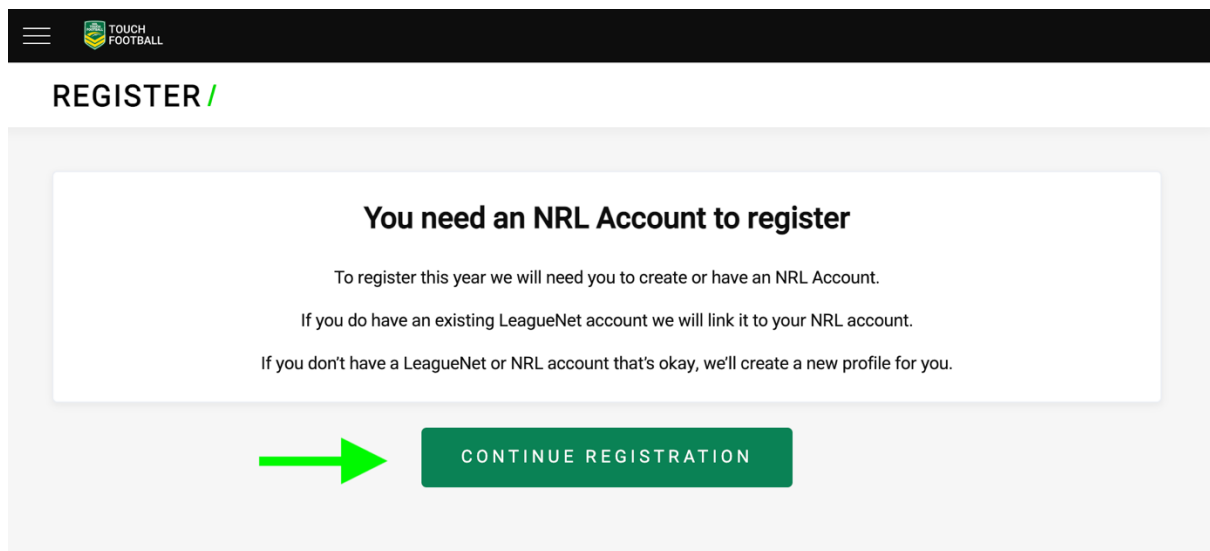 TOUCH
FOOTBALL
REGISTER /
You need an NRL Account to register
To register this year we will need you to create or have an NRL Account.
If you do have an existing LeagueNet account we will link it to your NRL account.
If you don't have a LeagueNet or NRL account that's okay, we'll create a new profile for you.
CONTINUE REGISTRATION